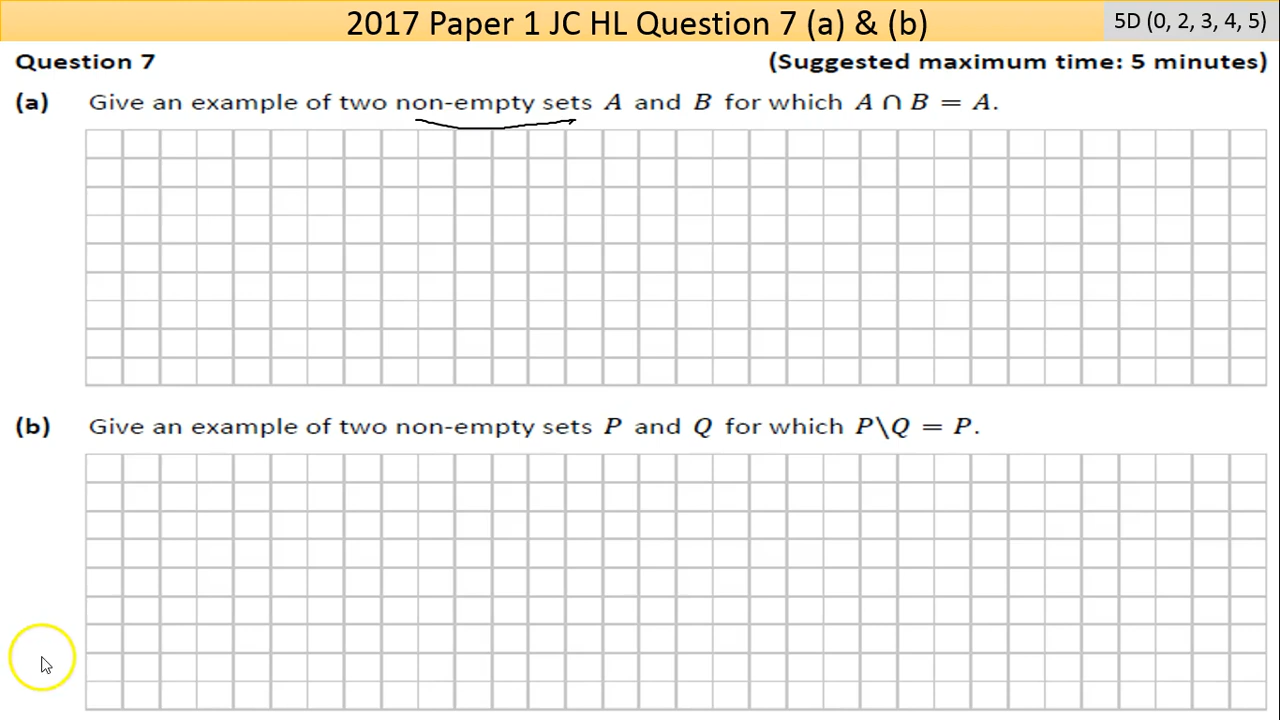 2017 Paper 1 JC HL Question 7 (a) & (b)
5D (0, 2, 3, 4, 5)
Question 7 (Suggested maximum time: 5 minutes)
(a) Give an example of two non-empty sets A and B for which A ∩ B = A.
(b) Give an example of two non-empty sets P and Q for which P\Q = P.